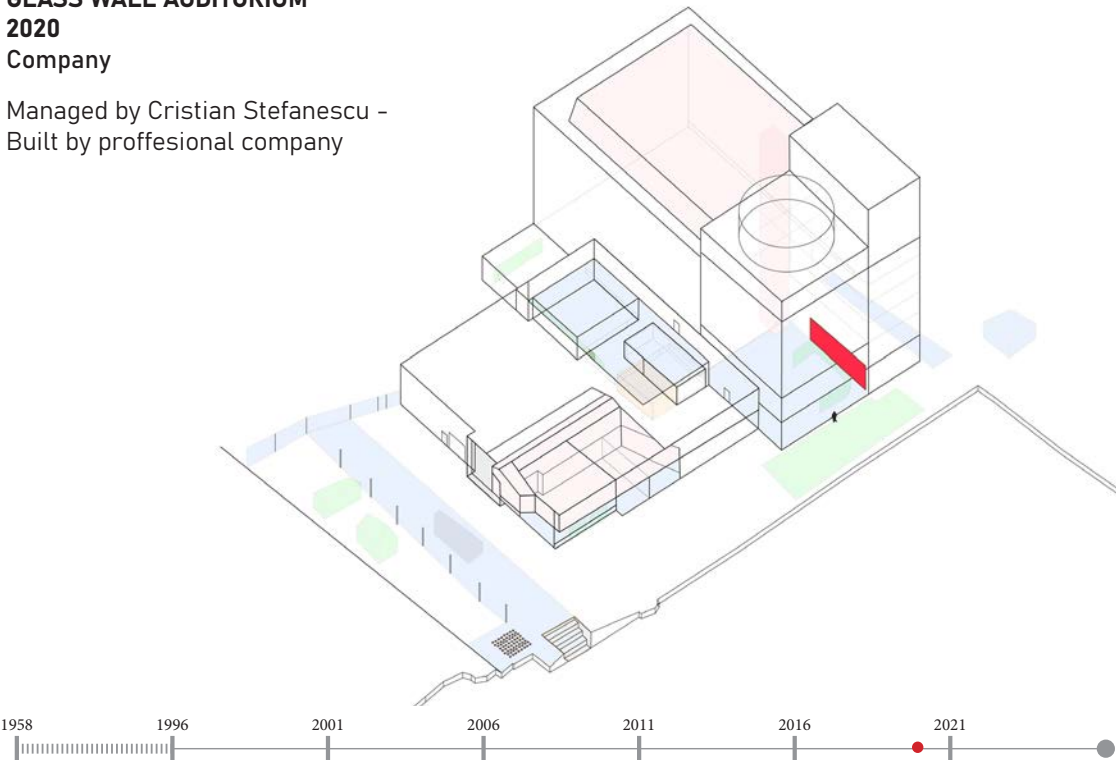 GLASS WALL AUDITORIUM
2020
Company
Managed by Cristian Stefanescu -
Built by proffesional company
1958 1996 2001 2006 2011 2016 2021